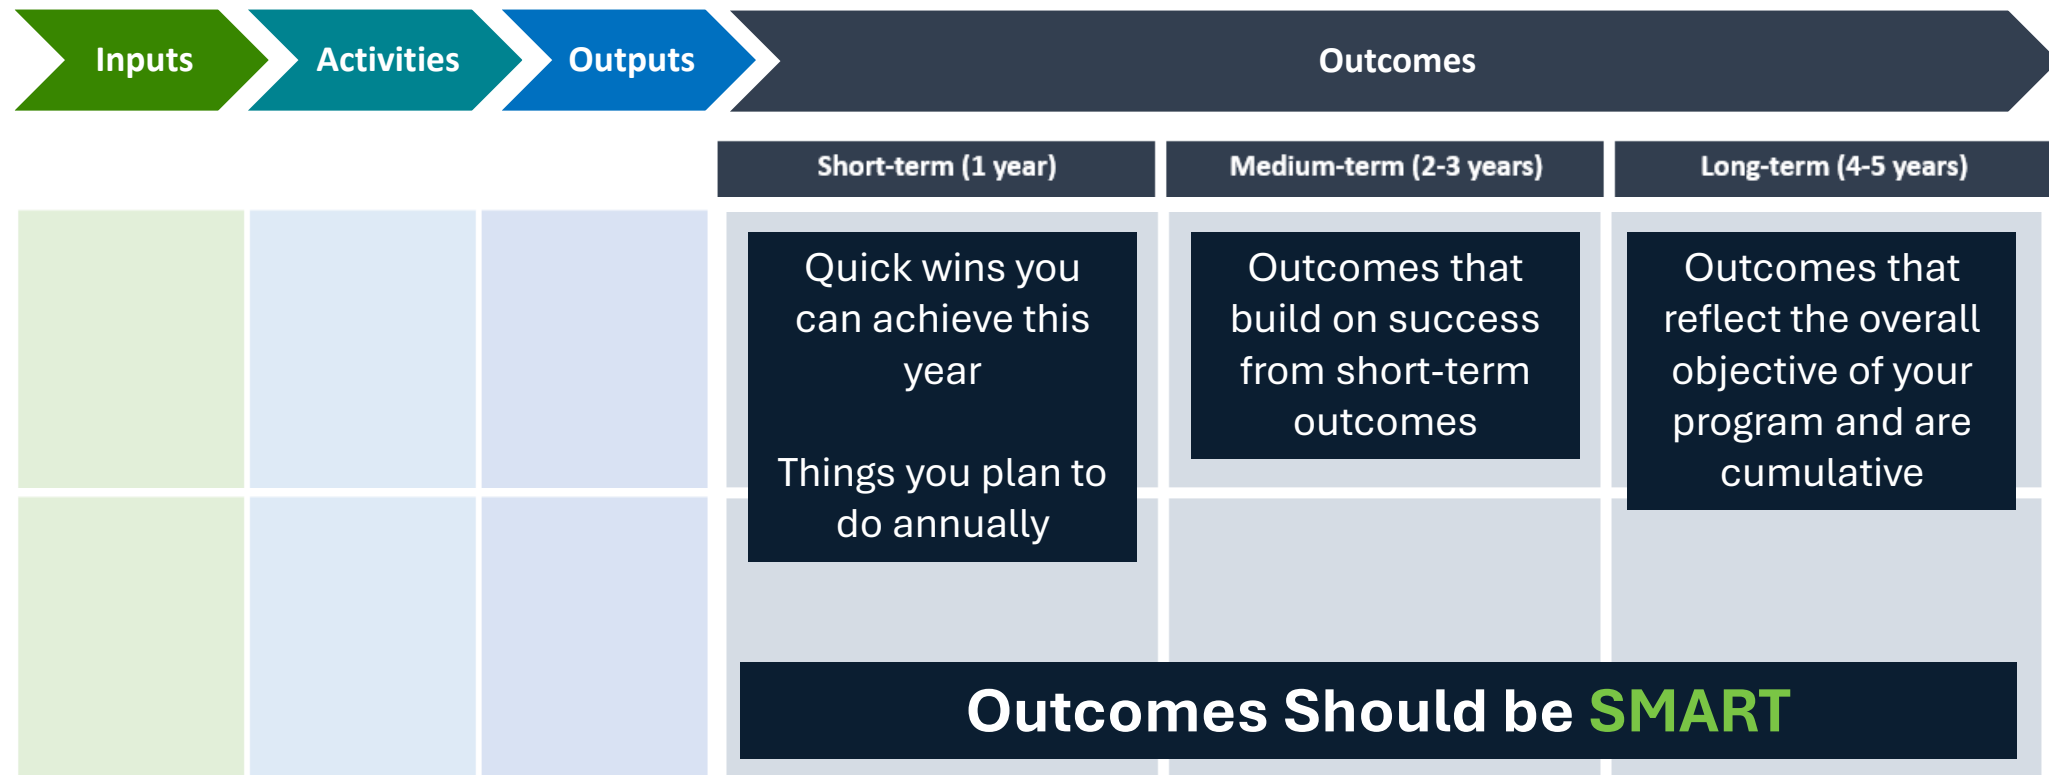 Inputs
Activities
Outputs
Outcomes
Short-term (1 year)
Medium-term (2-3 years)
Long-term (4-5 years)
Quick wins you
can achieve this
year
Things you plan to
do annually
Outcomes that
build on success
from short-term
outcomes
Outcomes that
reflect the overall
objective of your
program and are
cumulative
Outcomes Should be SMART